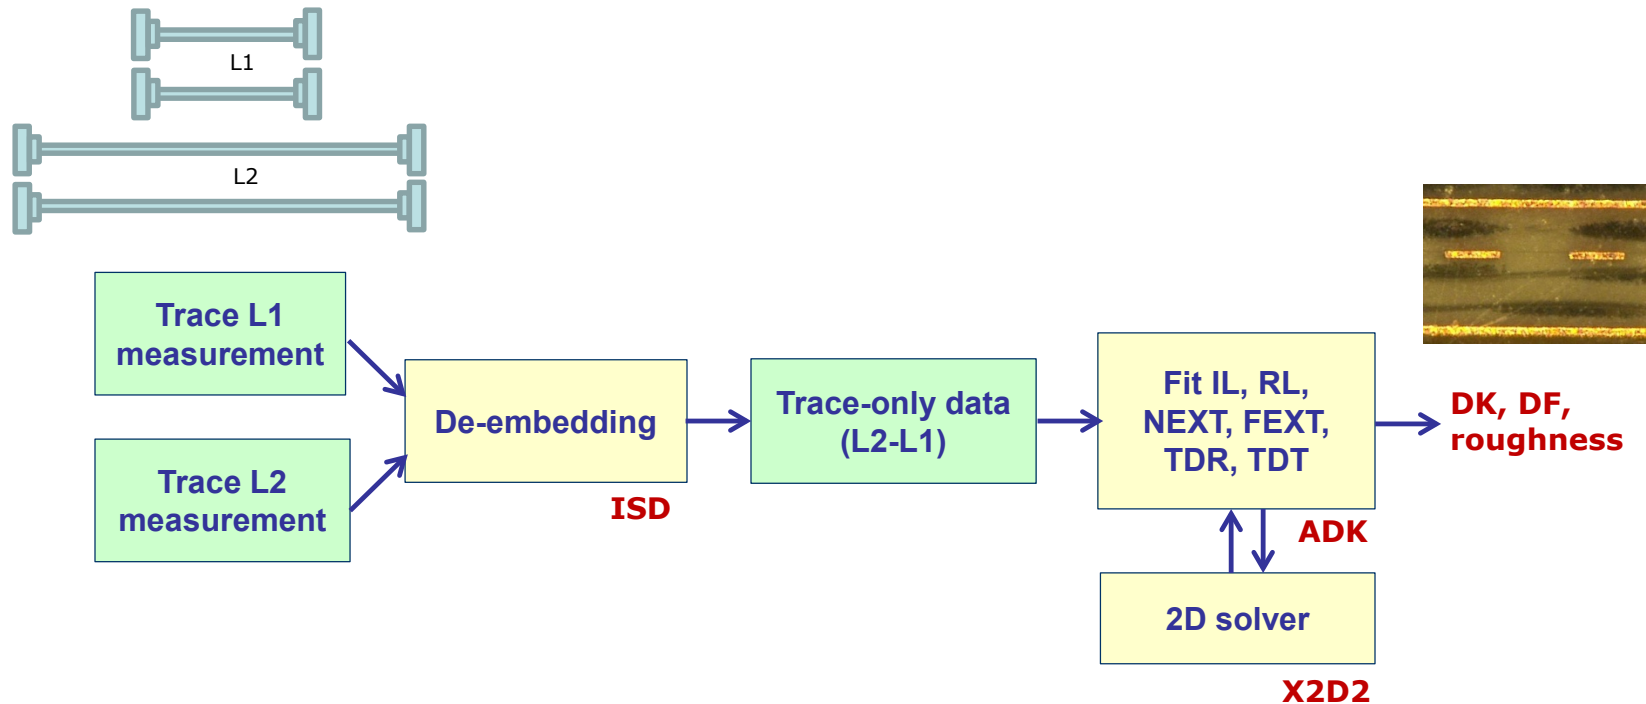 L1
L2
Trace L1
measurement
Trace L2
measurement
De-embedding
ISD
Trace-only data
(L2-L1)
Fit IL, RL,
NEXT, FEXT,
TDR, TDT
ADK
2D solver
X2D2
DK, DF,
roughness